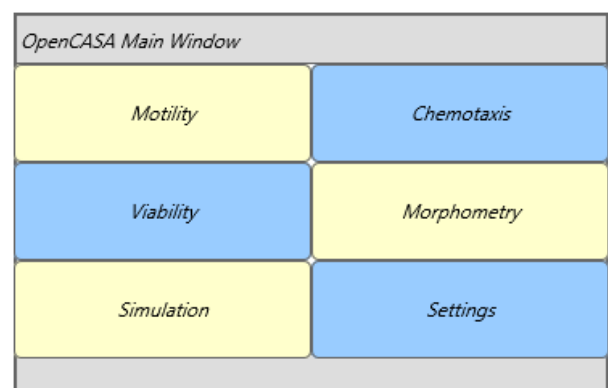 OpenCASA Main Window
Motility
Chemotaxis
Viability
Morphometry
Simulation
Settings